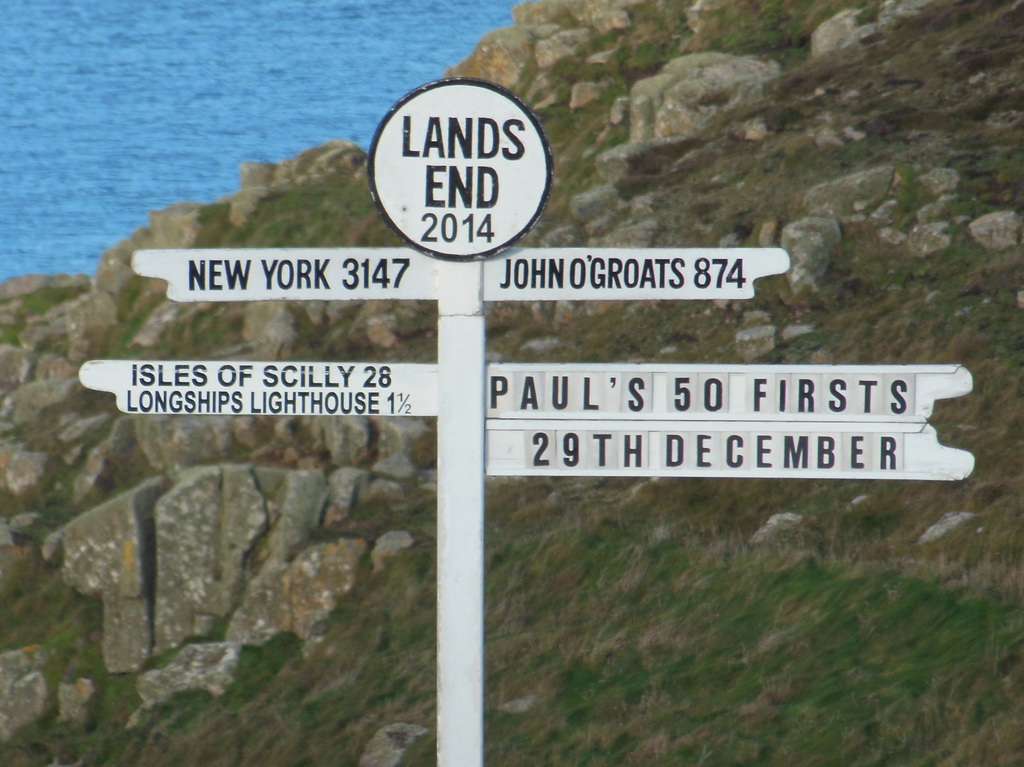 LANDS
END
2014
NEW YORK 3147
JOHN O'GROATS 874
ISLES OF SCILLY 28
LONGSHIPS LIGHTHOUSE 1½
PAUL'S 50 FIRSTS
29TH DECEMBER